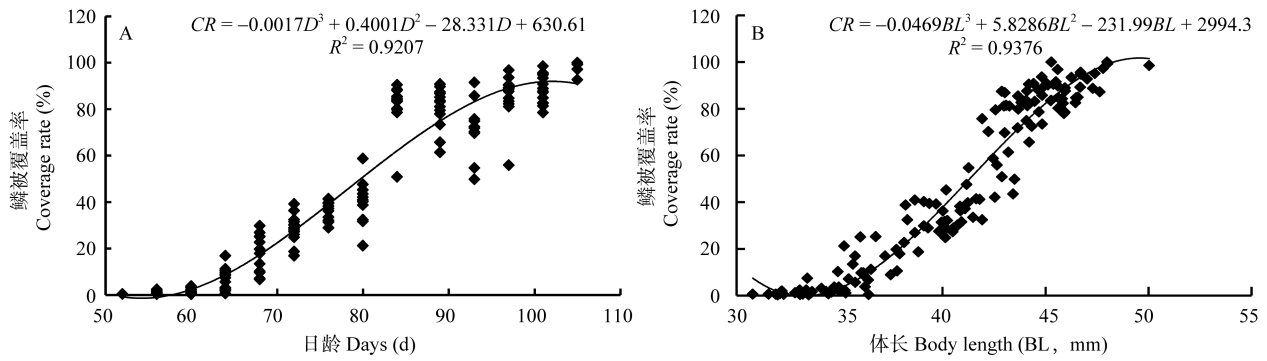 A
CR = −0.0017D³ + 0.4001D² − 28.331D + 630.61
R² = 0.9207
鳞被覆盖率
Coverage rate (%)
120
100
80
60
40
20
0
50 60 70 80 90 100 110
日龄 Days (d)
B
CR = −0.0469BL³ + 5.8286BL² − 231.99BL + 2994.3
R² = 0.9376
鳞被覆盖率
Coverage rate (%)
120
100
80
60
40
20
0
30 35 40 45 50 55
体长 Body length (BL，mm)